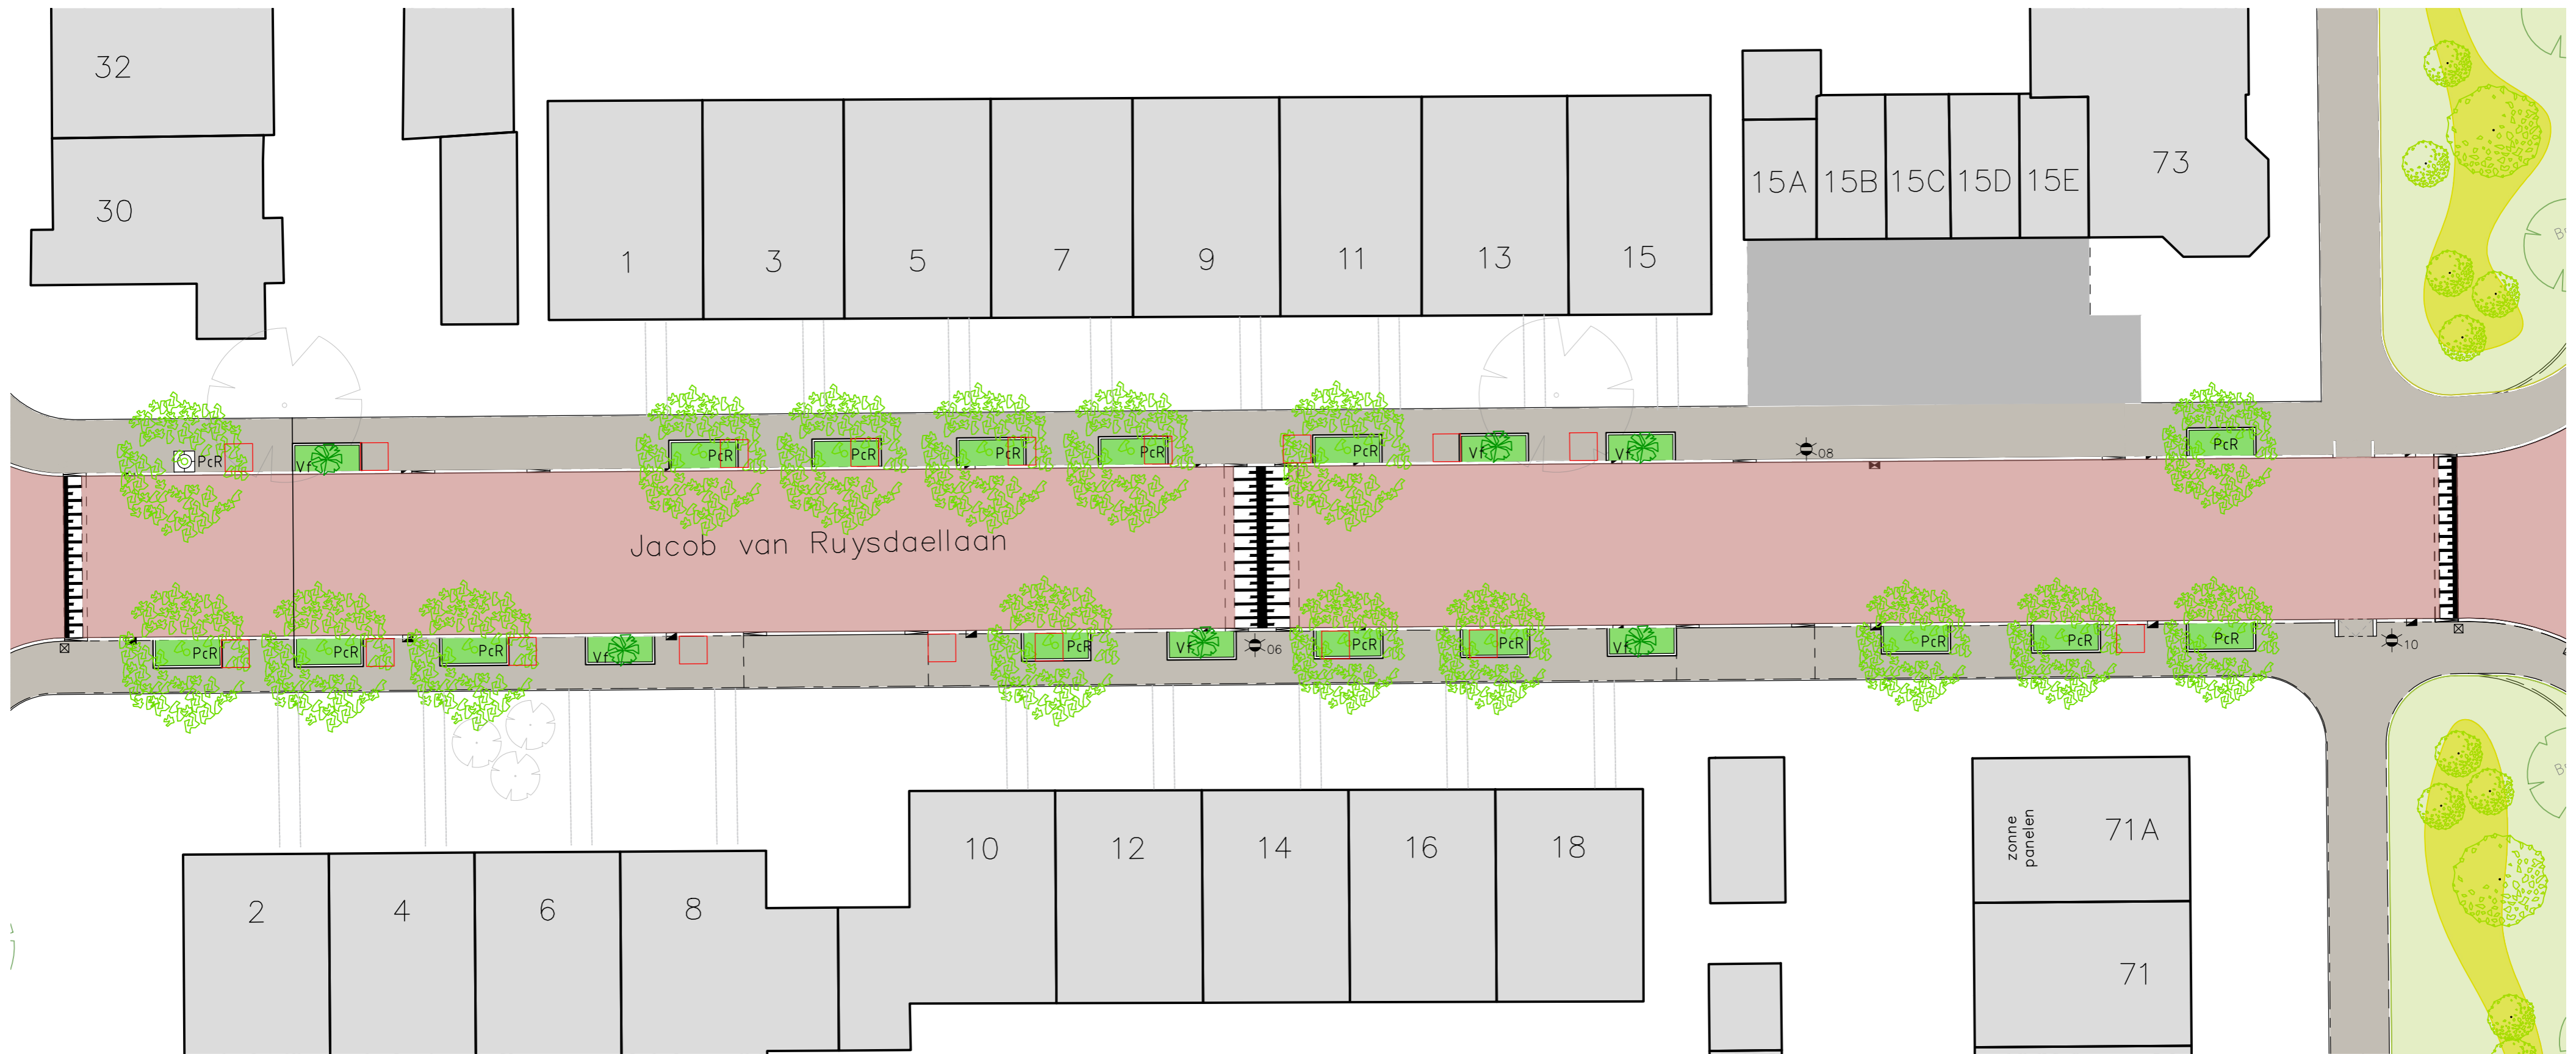 32
30
1
3
5
7
9
11
13
15
15A
15B
15C
15D
15E
73
PcR
Vf
PcR
PcR
PcR
PcR
PcR
Vf
Vf
08
PcR
Jacob van Ruysdaellaan
PcR
PcR
PcR
Vf
PcR
Vf
06
PcR
PcR
Vf
PcR
PcR
PcR
10
2
4
6
8
10
12
14
16
18
zonne
panelen
71A
71